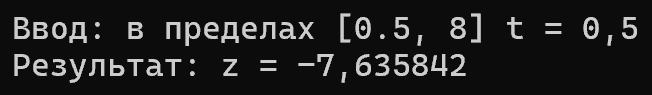 Ввод: в пределах [0.5, 8] t = 0,5
Результат: z = -7,635842